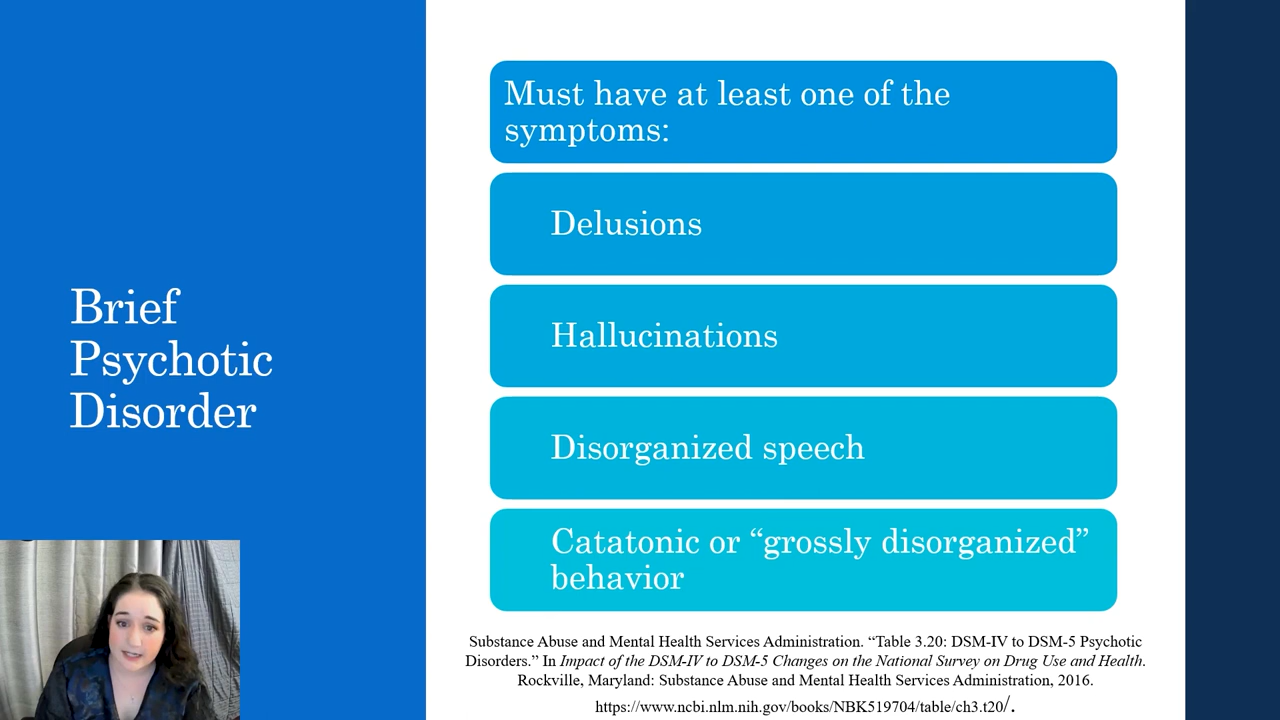 Brief
Psychotic
Disorder
Must have at least one of the
symptoms:
Delusions
Hallucinations
Disorganized speech
Catatonic or “grossly disorganized”
behavior
Substance Abuse and Mental Health Services Administration. “Table 3.20: DSM-IV to DSM-5 Psychotic
Disorders.” In Impact of the DSM-IV to DSM-5 Changes on the National Survey on Drug Use and Health.
Rockville, Maryland: Substance Abuse and Mental Health Services Administration, 2016.
https://www.ncbi.nlm.nih.gov/books/NBK519704/table/ch3.t20/.